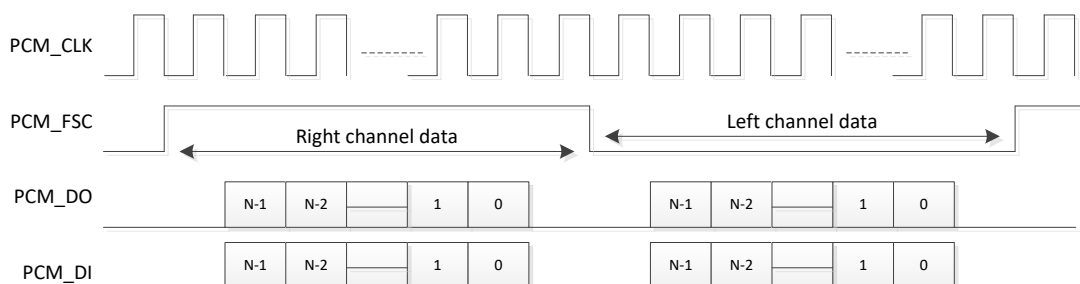 PCM_CLK
PCM_FSC
Right channel data
Left channel data
PCM_DO
N-1 N-2 1 0 N-1 N-2 1 0
PCM_DI
N-1 N-2 1 0 N-1 N-2 1 0